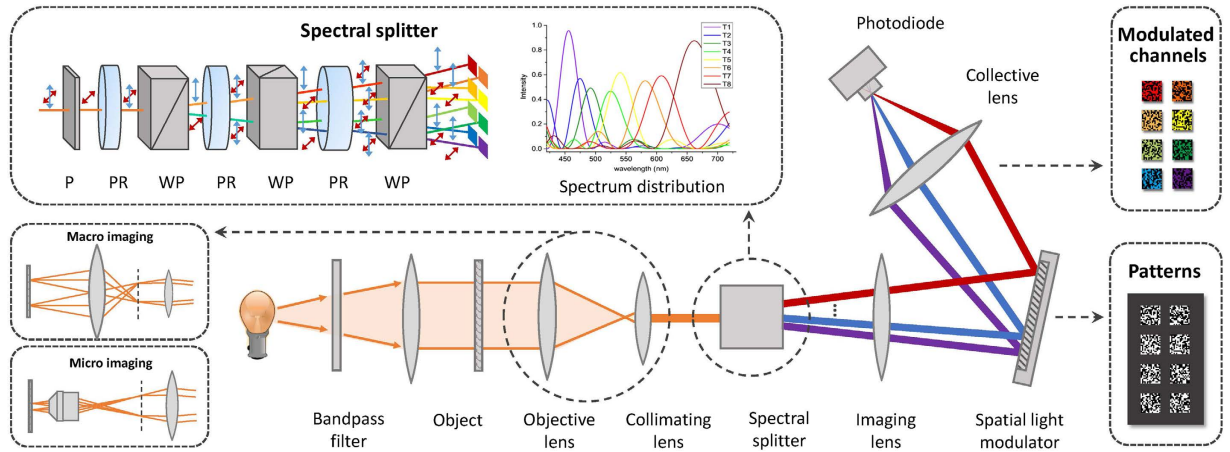 Spectral splitter
P
PR
WP
PR
WP
PR
WP
Intensity
1.0
0.8
0.6
0.4
0.2
0.0
450
500
550
600
650
700
wavelength (nm)
T1
T2
T3
T4
T5
T6
T7
T8
Spectrum distribution
Photodiode
Collective
lens
Modulated
channels
Macro imaging
Micro imaging
Patterns
Bandpass
filter
Object
Objective
lens
Collimating
lens
Spectral
splitter
Imaging
lens
Spatial light
modulator